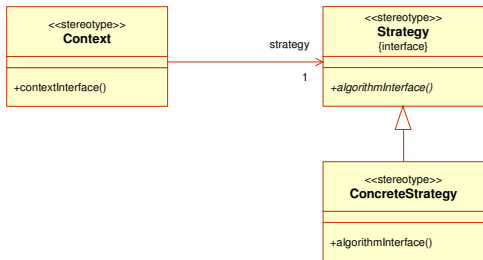 <<stereotype>>
Context
+contextInterface()
strategy
1
<<stereotype>>
Strategy
{interface}
+algorithmInterface()
<<stereotype>>
ConcreteStrategy
+algorithmInterface()